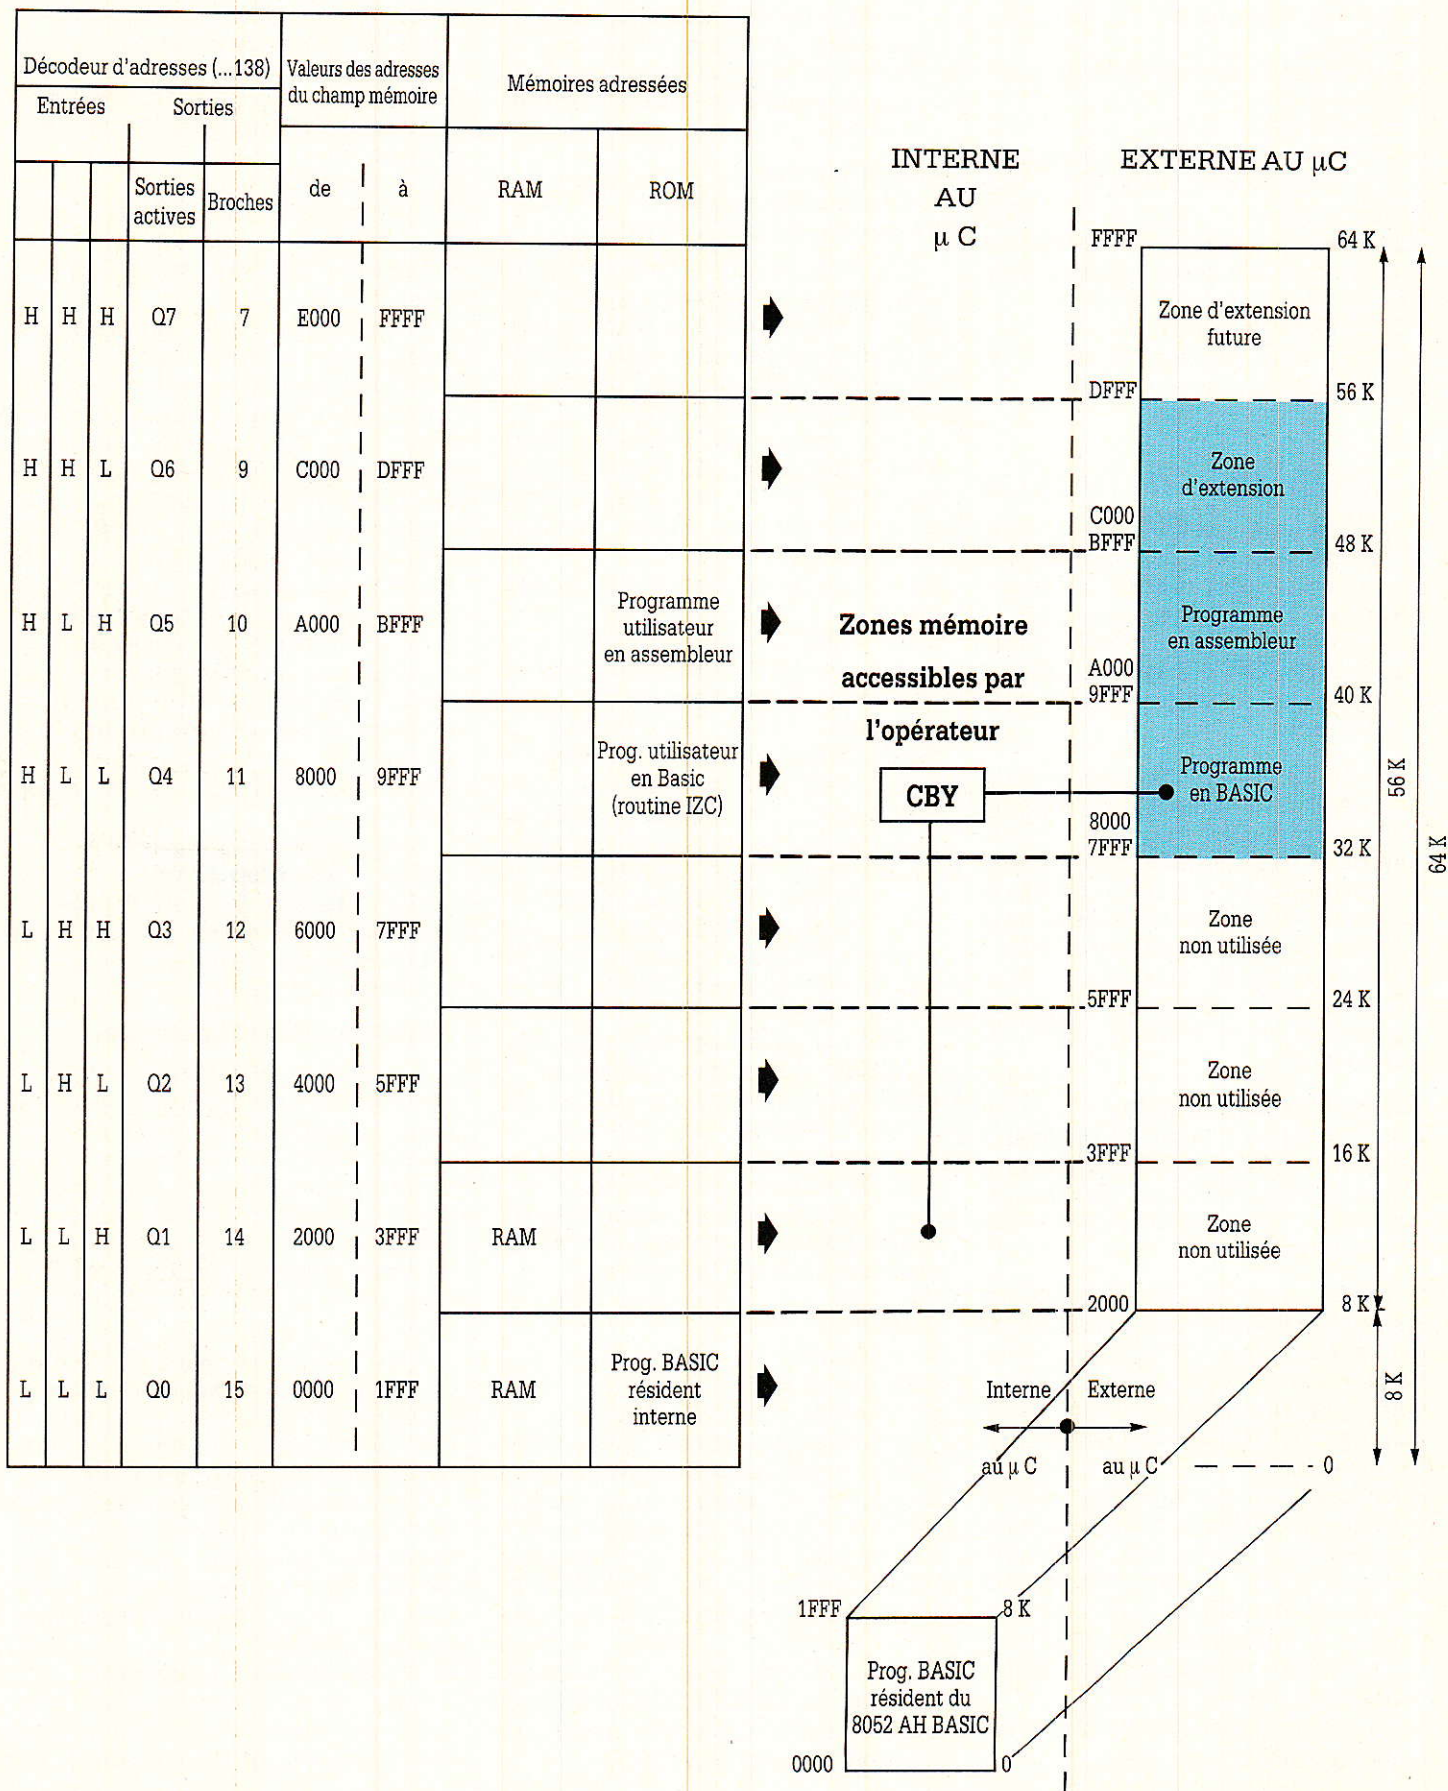 Décodeur d'adresses (...138)
Valeurs des adresses
du champ mémoire
Mémoires adressées
Entrées Sorties
Sorties
actives
Broches
de à
RAM ROM
H H H Q7 7 E000 FFFF
H H L Q6 9 C000 DFFF
H L H Q5 10 A000 BFFF
Programme
utilisateur
en assembleur
H L L Q4 11 8000 9FFF
Prog. utilisateur
en Basic
(routine IZC)
L H H Q3 12 6000 7FFF
L H L Q2 13 4000 5FFF
L L H Q1 14 2000 3FFF RAM
L L L Q0 15 0000 1FFF RAM
Prog. BASIC
résident
interne
INTERNE
AU
µ C
EXTERNE AU µC
FFFF 64 K
Zone d'extension
future
DFFF 56 K
Zone
d'extension
C000
BFFF 48 K
Zones mémoire
accessibles par
l'opérateur
Programme
en assembleur
A000
9FFF 40 K
CBY
Programme
en BASIC
8000
7FFF 32 K
Zone
non utilisée
5FFF 24 K
Zone
non utilisée
3FFF 16 K
Zone
non utilisée
2000 8 K
56 K
64 K
8 K
Interne Externe
au µ C au µ C
0
1FFF 8 K
Prog. BASIC
résident du
8052 AH BASIC
0000 0